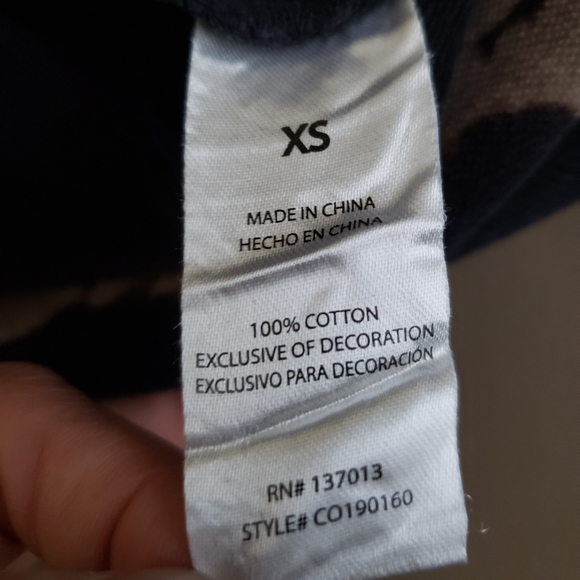 XS
MADE IN CHINA
HECHO EN CHINA
100% COTTON
EXCLUSIVE OF DECORATION
EXCLUSIVO PARA DECORACIÓN
RN# 137013
STYLE# CO190160